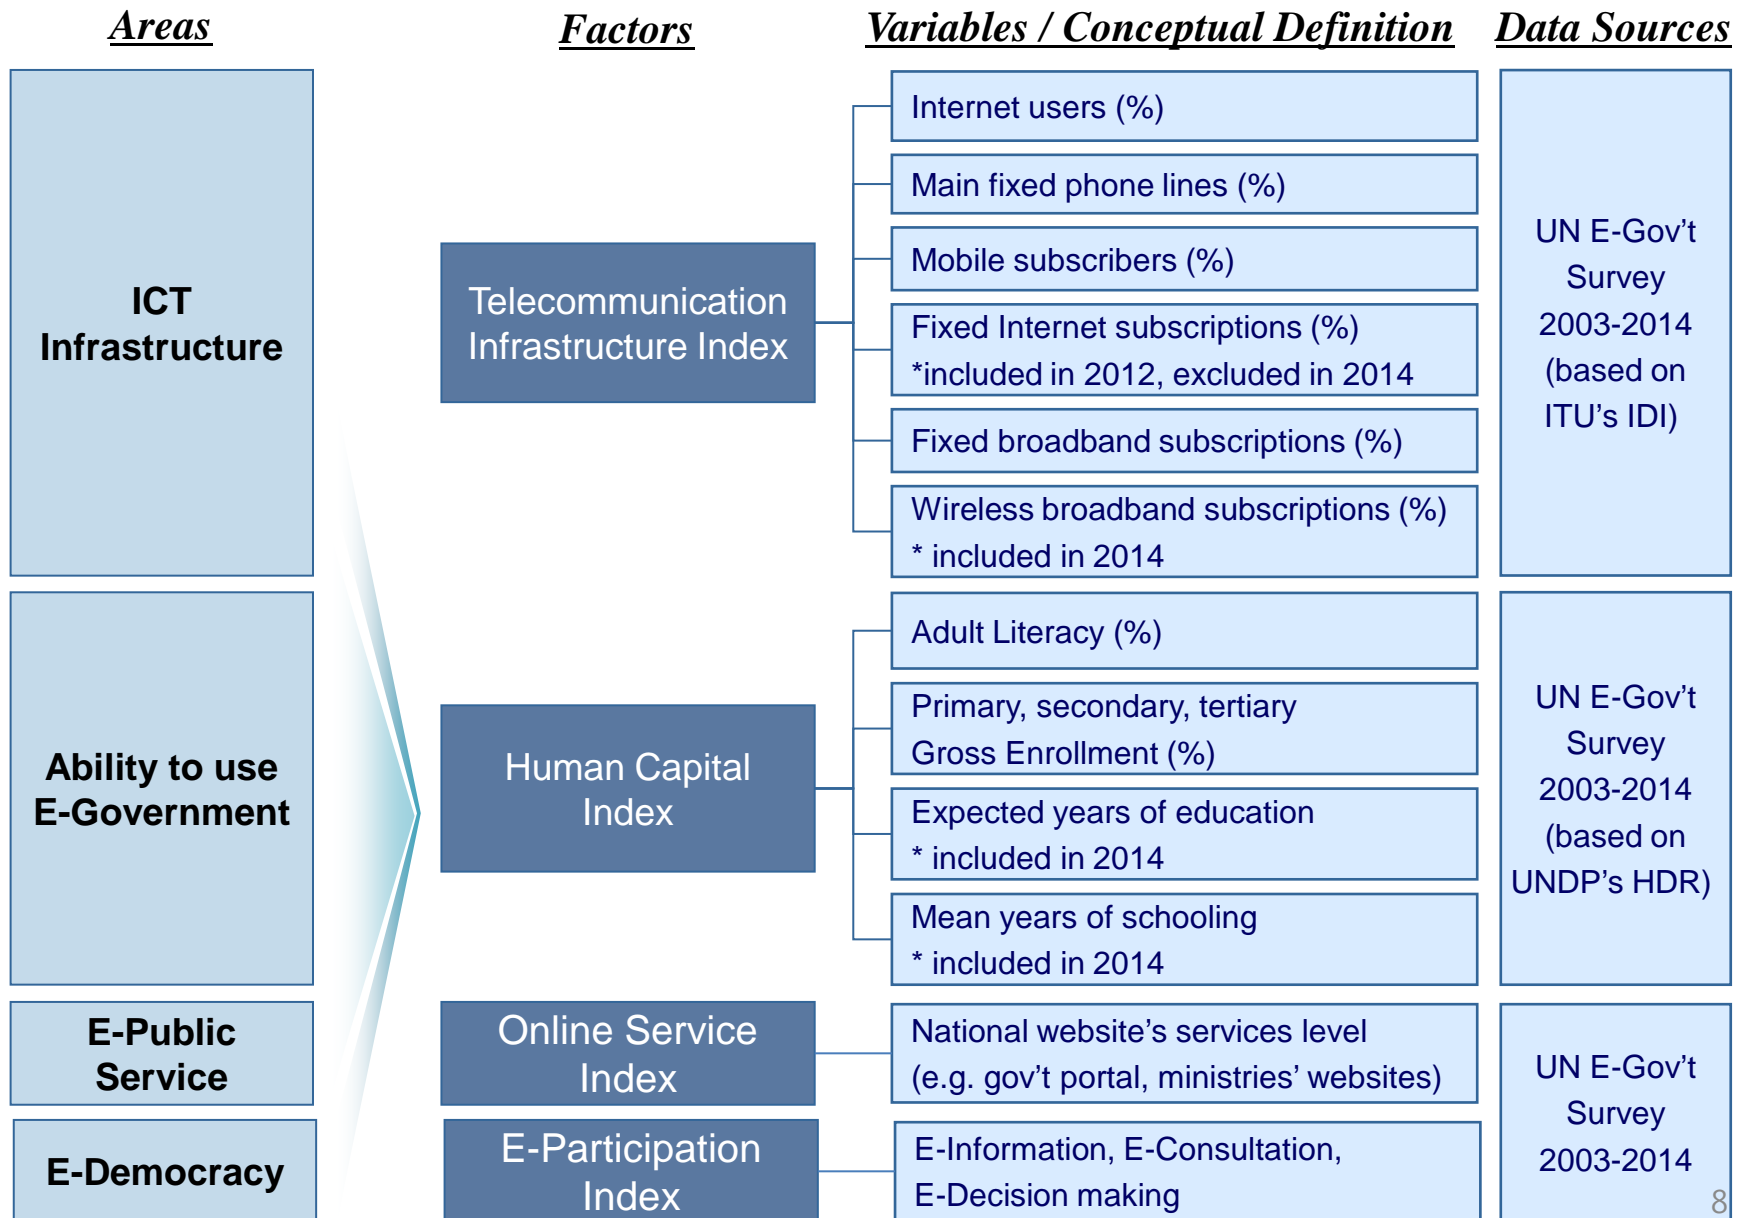 Areas
Factors
Variables / Conceptual Definition
Data Sources
ICT
Infrastructure
Telecommunication
Infrastructure Index
Internet users (%)
Main fixed phone lines (%)
Mobile subscribers (%)
Fixed Internet subscriptions (%)
*included in 2012, excluded in 2014
Fixed broadband subscriptions (%)
Wireless broadband subscriptions (%)
* included in 2014
UN E-Gov’t
Survey
2003-2014
(based on
ITU’s IDI)
Ability to use
E-Government
Human Capital
Index
Adult Literacy (%)
Primary, secondary, tertiary
Gross Enrollment (%)
Expected years of education
* included in 2014
Mean years of schooling
* included in 2014
UN E-Gov’t
Survey
2003-2014
(based on
UNDP’s HDR)
E-Public
Service
Online Service
Index
National website’s services level
(e.g. gov’t portal, ministries’ websites)
E-Democracy
E-Participation
Index
E-Information, E-Consultation,
E-Decision making
UN E-Gov’t
Survey
2003-2014
8